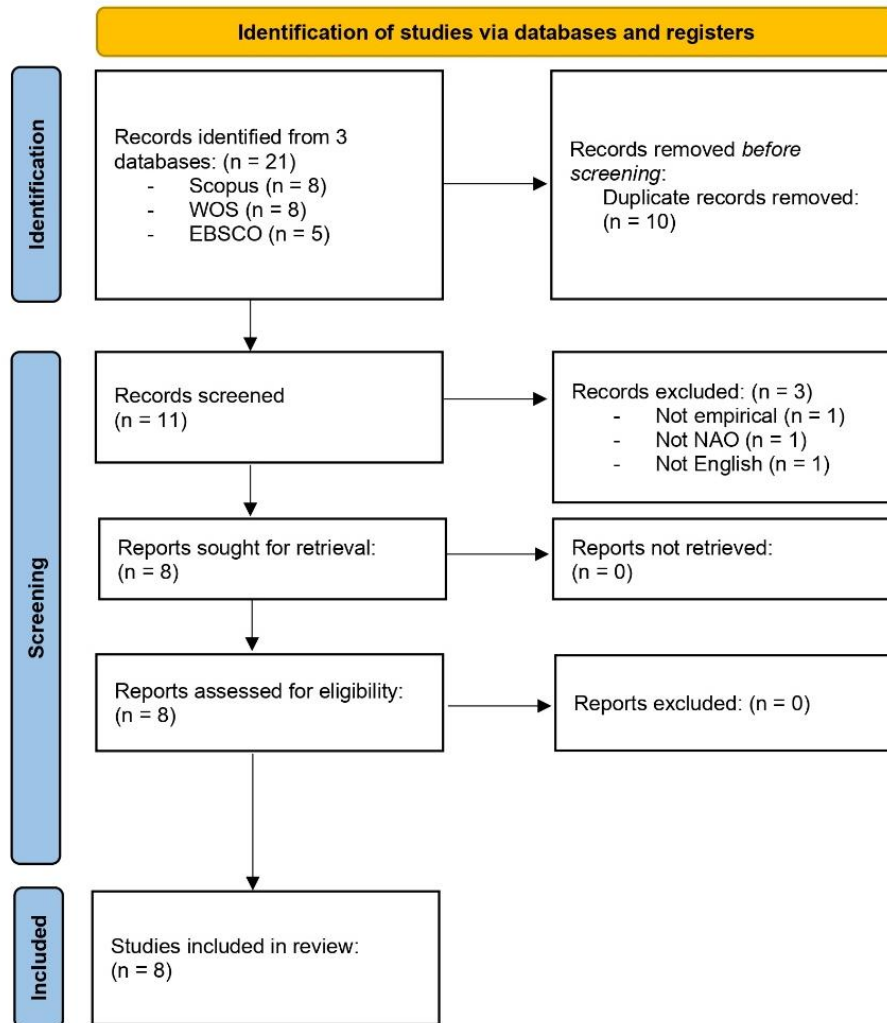 Identification of studies via databases and registers
Identification
Records identified from 3
databases: (n = 21)
- Scopus (n = 8)
- WOS (n = 8)
- EBSCO (n = 5)
Records removed before
screening:
Duplicate records removed:
(n = 10)
Screening
Records screened
(n = 11)
Records excluded: (n = 3)
- Not empirical (n = 1)
- Not NAO (n = 1)
- Not English (n = 1)
Reports sought for retrieval:
(n = 8)
Reports not retrieved:
(n = 0)
Reports assessed for eligibility:
(n = 8)
Reports excluded: (n = 0)
Included
Studies included in review:
(n = 8)